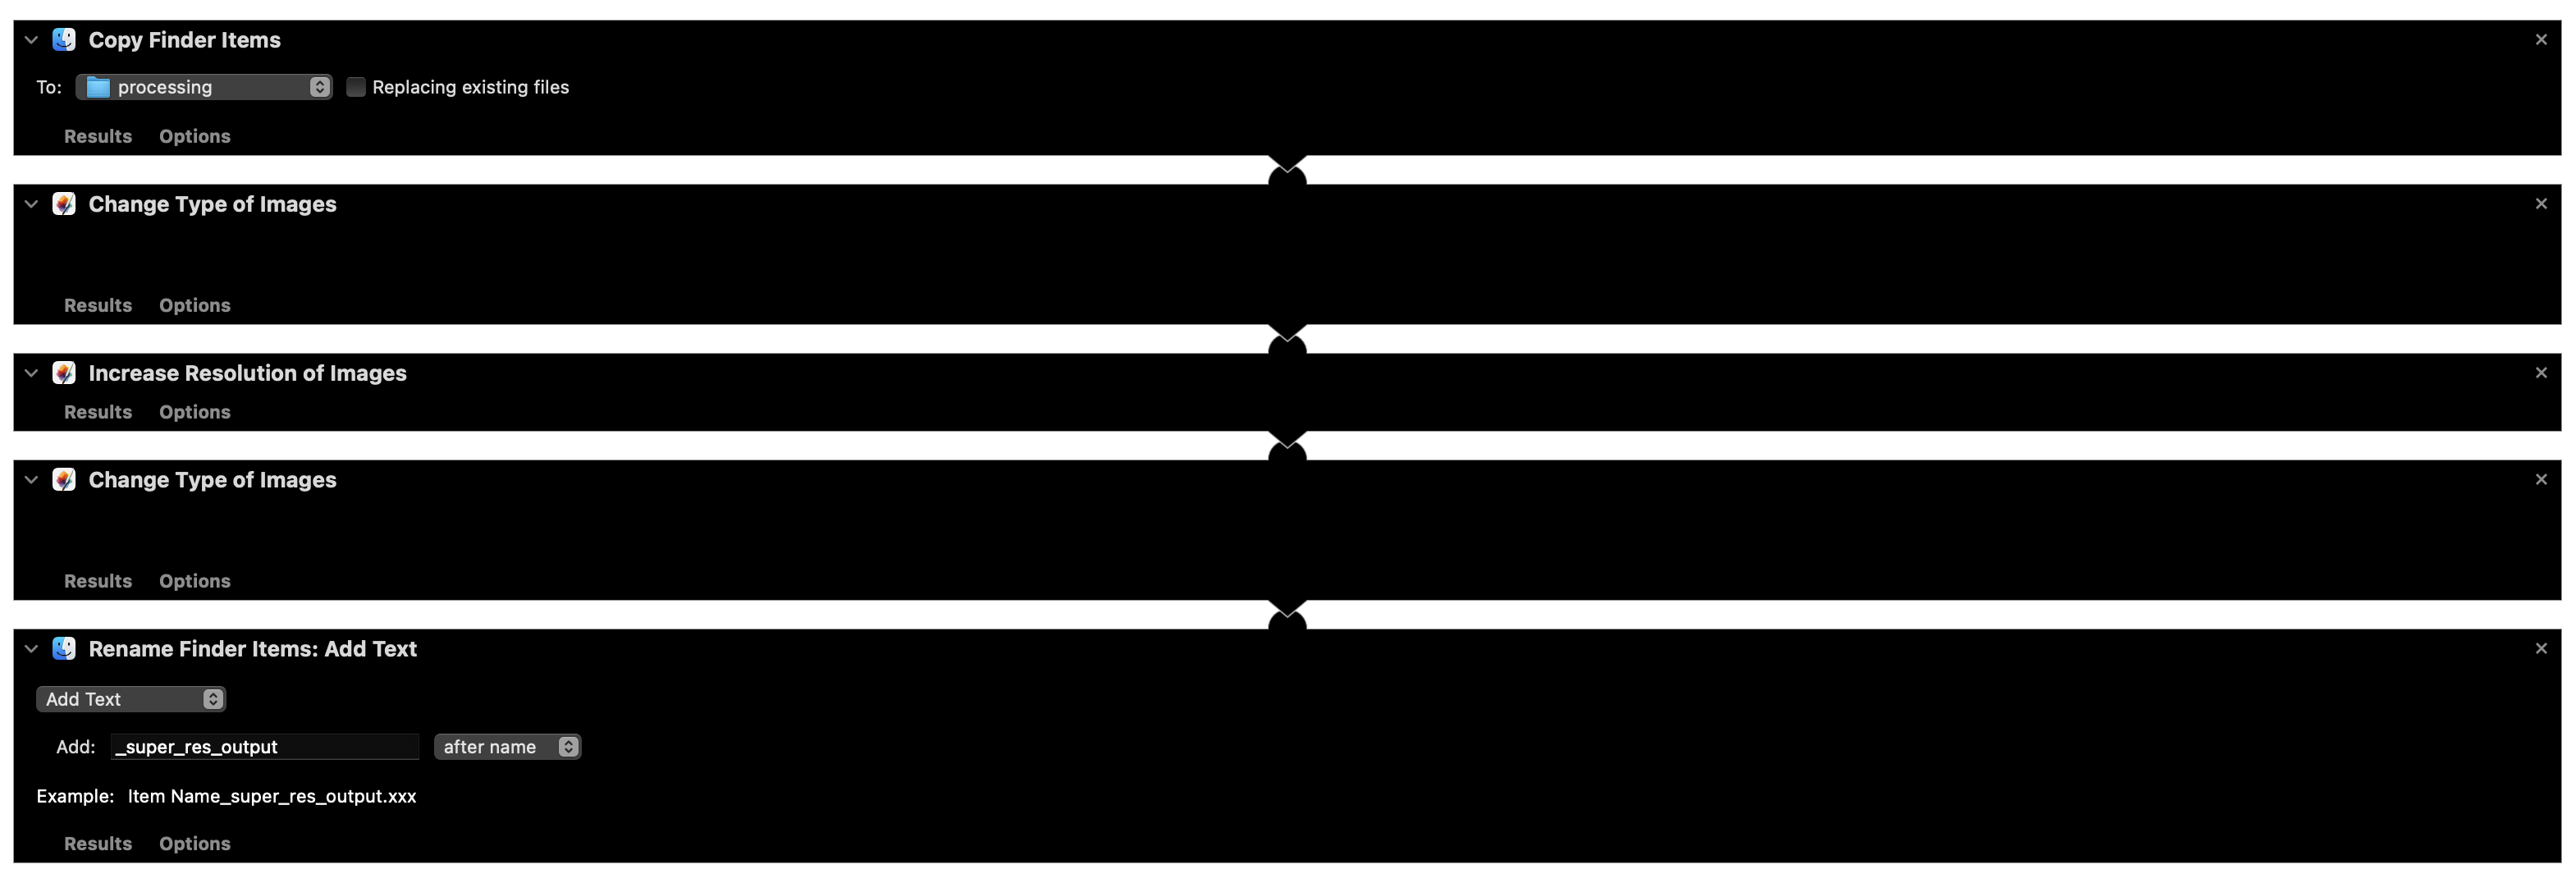 Copy Finder Items
To: processing Replacing existing files
Results Options
Change Type of Images
Results Options
Increase Resolution of Images
Results Options
Change Type of Images
Results Options
Rename Finder Items: Add Text
Add Text
Add: _super_res_output after name
Example: Item Name_super_res_output.xxx
Results Options